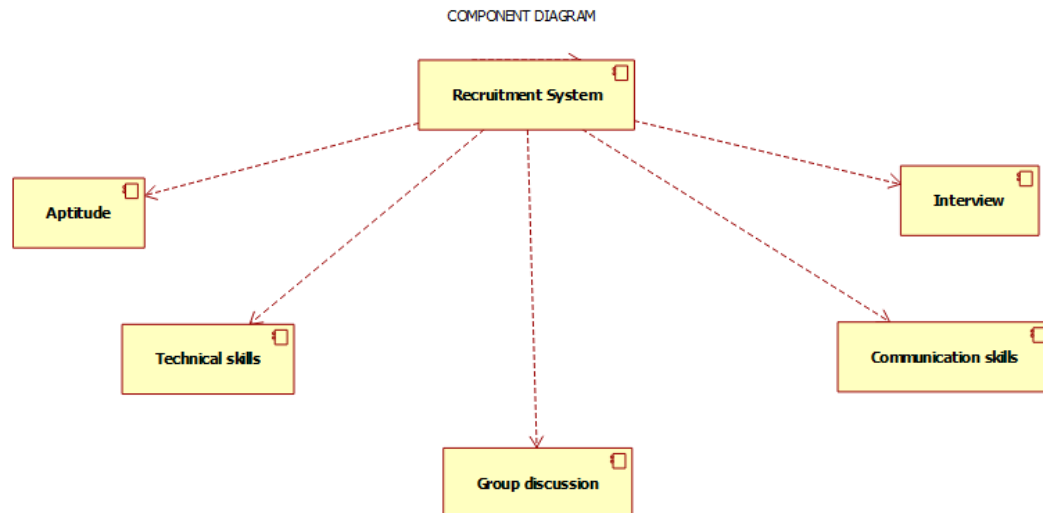 COMPONENT DIAGRAM
Recruitment System
Aptitude
Interview
Technical skills
Communication skills
Group discussion